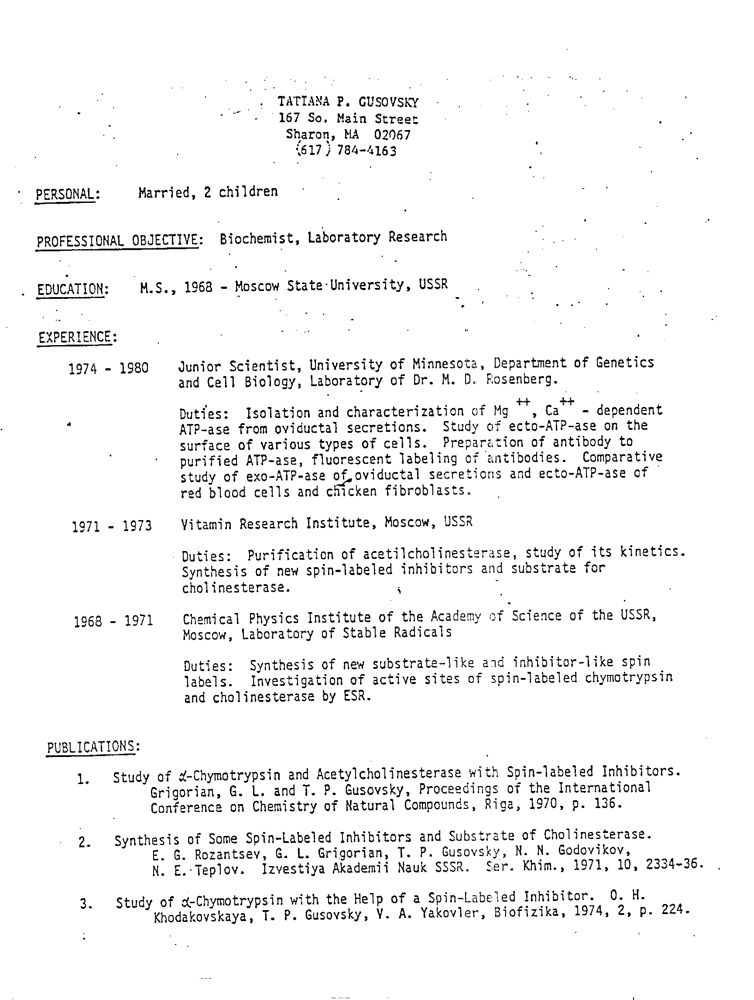 TATIANA P. GUSOVSKY
167 So. Main Street
Sharon, MA 02067
(617) 784-4163
PERSONAL: Married, 2 children
PROFESSIONAL OBJECTIVE: Biochemist, Laboratory Research
EDUCATION: M.S., 1968 - Moscow State University, USSR
EXPERIENCE:
1974 - 1980 Junior Scientist, University of Minnesota, Department of Genetics
and Cell Biology, Laboratory of Dr. M. D. Rosenberg.
Duties: Isolation and characterization of Mg ++, Ca++ - dependent
ATP-ase from oviductal secretions. Study of ecto-ATP-ase on the
surface of various types of cells. Preparation of antibody to
purified ATP-ase, fluorescent labeling of antibodies. Comparative
study of exo-ATP-ase of oviductal secretions and ecto-ATP-ase of
red blood cells and chicken fibroblasts.
1971 - 1973 Vitamin Research Institute, Moscow, USSR
Duties: Purification of acetilcholinesterase, study of its kinetics.
Synthesis of new spin-labeled inhibitors and substrate for
cholinesterase.
1968 - 1971 Chemical Physics Institute of the Academy of Science of the USSR,
Moscow, Laboratory of Stable Radicals
Duties: Synthesis of new substrate-like and inhibitor-like spin
labels. Investigation of active sites of spin-labeled chymotrypsin
and cholinesterase by ESR.
PUBLICATIONS:
1. Study of α-Chymotrypsin and Acetylcholinesterase with Spin-labeled Inhibitors.
Grigorian, G. L. and T. P. Gusovsky, Proceedings of the International
Conference on Chemistry of Natural Compounds, Riga, 1970, p. 136.
2. Synthesis of Some Spin-Labeled Inhibitors and Substrate of Cholinesterase.
E. G. Rozantsev, G. L. Grigorian, T. P. Gusovsky, N. N. Godovikov,
N. E. Teplov. Izvestiya Akademii Nauk SSSR. Ser. Khim., 1971, 10, 2334-36.
3. Study of α-Chymotrypsin with the Help of a Spin-Labeled Inhibitor. O. H.
Khodakovskaya, T. P. Gusovsky, V. A. Yakovler, Biofizika, 1974, 2, p. 224.